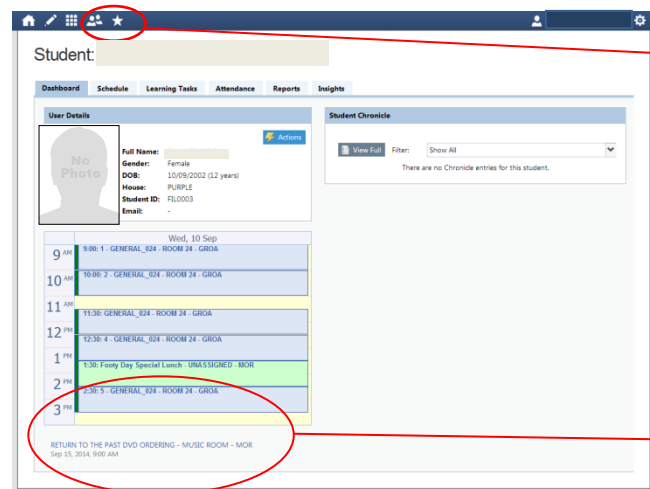 Student:
Dashboard Schedule Learning Tasks Attendance Reports Insights
User Details
Actions
No Photo
Full Name:
Gender: Female
DOB: 10/09/2002 (12 years)
House: PURPLE
Student ID: FIL0003
Email: -
Student Chronicle
View Full Filter: Show All
There are no Chronicle entries for this student.
Wed, 10 Sep
9 AM 9:00: 1 - GENERAL_024 - ROOM 24 - GROA
10 AM 10:00: 2 - GENERAL_024 - ROOM 24 - GROA
11 AM
11:30: GENERAL_024 - ROOM 24 - GROA
12 PM
12:30: 4 - GENERAL_024 - ROOM 24 - GROA
1 PM
1:30: Footy Day Special Lunch - UNASSIGNED - MOR
2 PM
2:30: 5 - GENERAL_024 - ROOM 24 - GROA
3 PM
RETURN TO THE PAST DVD ORDERING - MUSIC ROOM - MOR
Sep 15, 2014, 9:00 AM